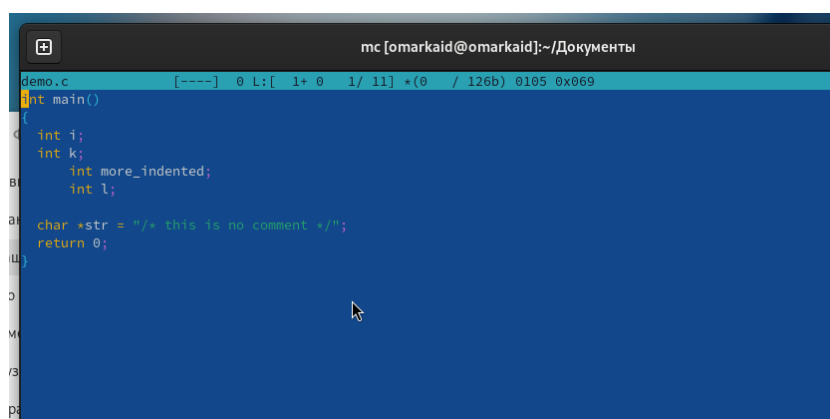 mc [omarkaid@omarkaid]:~/Документы
demo.c [----] 0 L:[ 1+ 0 1/ 11] *(0 / 126b) 0105 0x069
int main()
{
int i;
int k;
int more_indented;
int l;
char *str = "/* this is no comment */";
return 0;
}